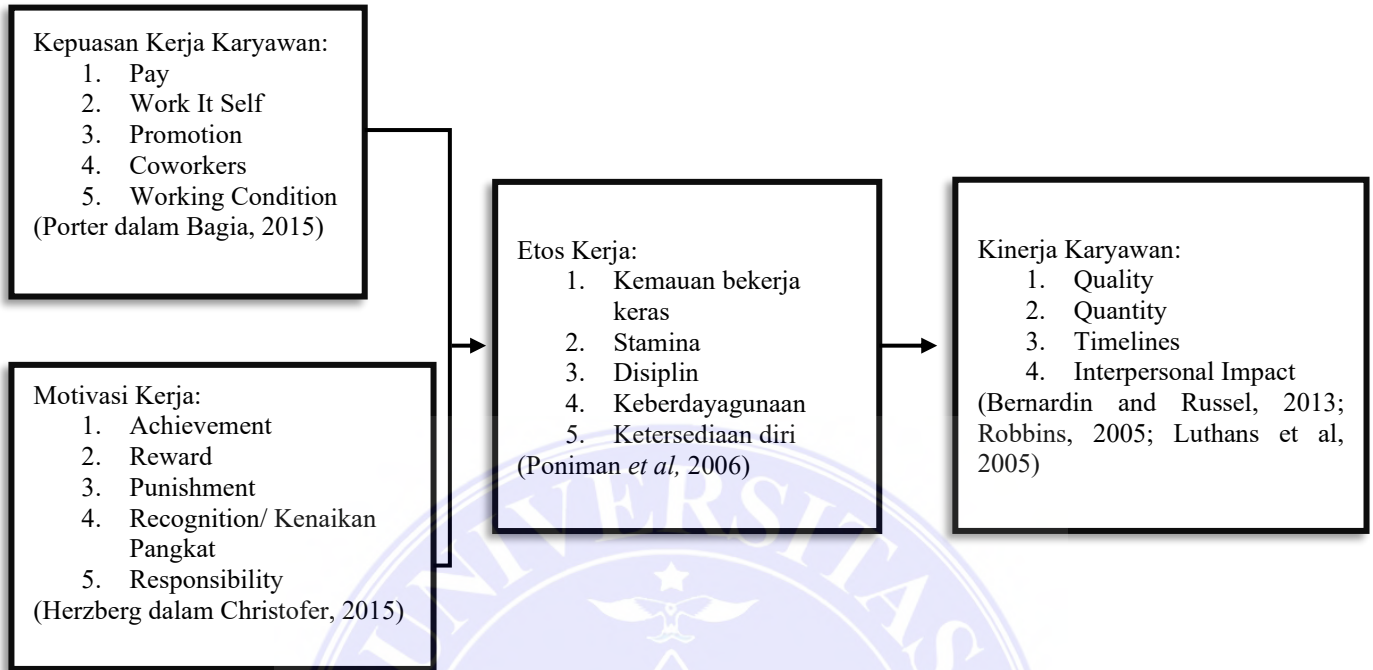 Kepuasan Kerja Karyawan:
1. Pay
2. Work It Self
3. Promotion
4. Coworkers
5. Working Condition
(Porter dalam Bagia, 2015)
Motivasi Kerja:
1. Achievement
2. Reward
3. Punishment
4. Recognition/ Kenaikan
Pangkat
5. Responsibility
(Herzberg dalam Christofer, 2015)
Etos Kerja:
1. Kemauan bekerja
keras
2. Stamina
3. Disiplin
4. Keberdayagunaan
5. Ketersediaan diri
(Poniman et al, 2006)
Kinerja Karyawan:
1. Quality
2. Quantity
3. Timelines
4. Interpersonal Impact
(Bernardin and Russel, 2013;
Robbins, 2005; Luthans et al,
2005)
UNIVERSITAS